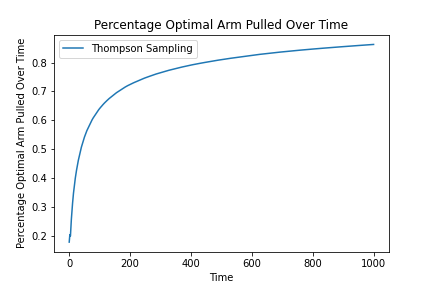 Percentage Optimal Arm Pulled Over Time
Thompson Sampling
Percentage Optimal Arm Pulled Over Time
0.8
0.7
0.6
0.5
0.4
0.3
0.2
0 200 400 600 800 1000
Time